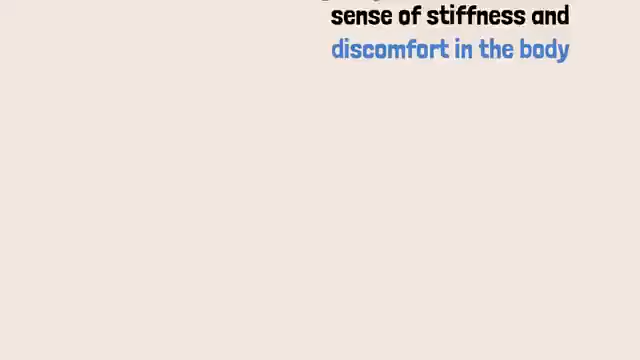 sense of stiffness and
discomfort in the body